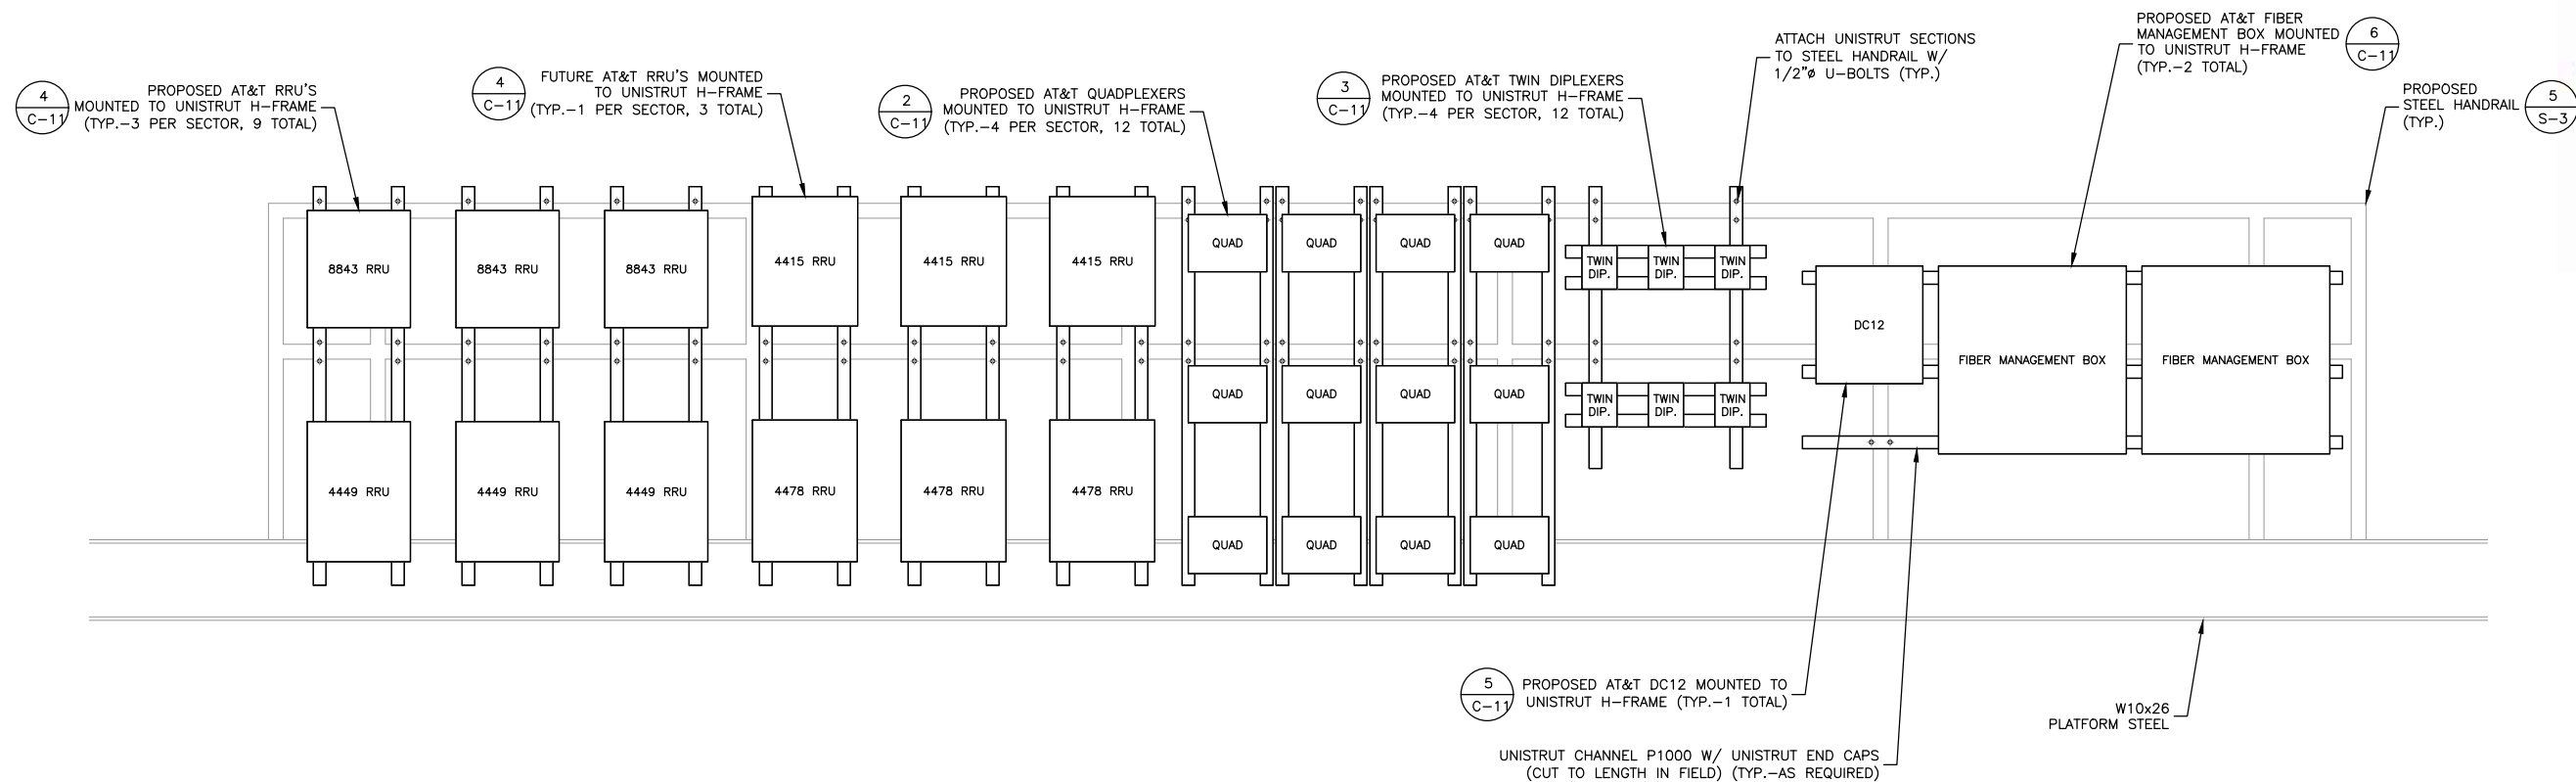 4
C-11
PROPOSED AT&T RRU'S
MOUNTED TO UNISTRUT H-FRAME
(TYP.-3 PER SECTOR, 9 TOTAL)
4
C-11
FUTURE AT&T RRU'S MOUNTED
TO UNISTRUT H-FRAME
(TYP.-1 PER SECTOR, 3 TOTAL)
2
C-11
PROPOSED AT&T QUADPLEXERS
MOUNTED TO UNISTRUT H-FRAME
(TYP.-4 PER SECTOR, 12 TOTAL)
3
C-11
PROPOSED AT&T TWIN DIPLEXERS
MOUNTED TO UNISTRUT H-FRAME
(TYP.-4 PER SECTOR, 12 TOTAL)
ATTACH UNISTRUT SECTIONS
TO STEEL HANDRAIL W/
1/2"ø U-BOLTS (TYP.)
PROPOSED AT&T FIBER
MANAGEMENT BOX MOUNTED
TO UNISTRUT H-FRAME
(TYP.-2 TOTAL)
6
C-11
PROPOSED
STEEL HANDRAIL
(TYP.)
5
S-3
8843 RRU
8843 RRU
8843 RRU
4415 RRU
4415 RRU
4415 RRU
QUAD
QUAD
QUAD
QUAD
TWIN
DIP.
TWIN
DIP.
TWIN
DIP.
DC12
FIBER MANAGEMENT BOX
FIBER MANAGEMENT BOX
QUAD
QUAD
QUAD
QUAD
TWIN
DIP.
TWIN
DIP.
TWIN
DIP.
4449 RRU
4449 RRU
4449 RRU
4478 RRU
4478 RRU
4478 RRU
QUAD
QUAD
QUAD
QUAD
5
C-11
PROPOSED AT&T DC12 MOUNTED TO
UNISTRUT H-FRAME (TYP.-1 TOTAL)
W10x26
PLATFORM STEEL
UNISTRUT CHANNEL P1000 W/ UNISTRUT END CAPS
(CUT TO LENGTH IN FIELD) (TYP.-AS REQUIRED)